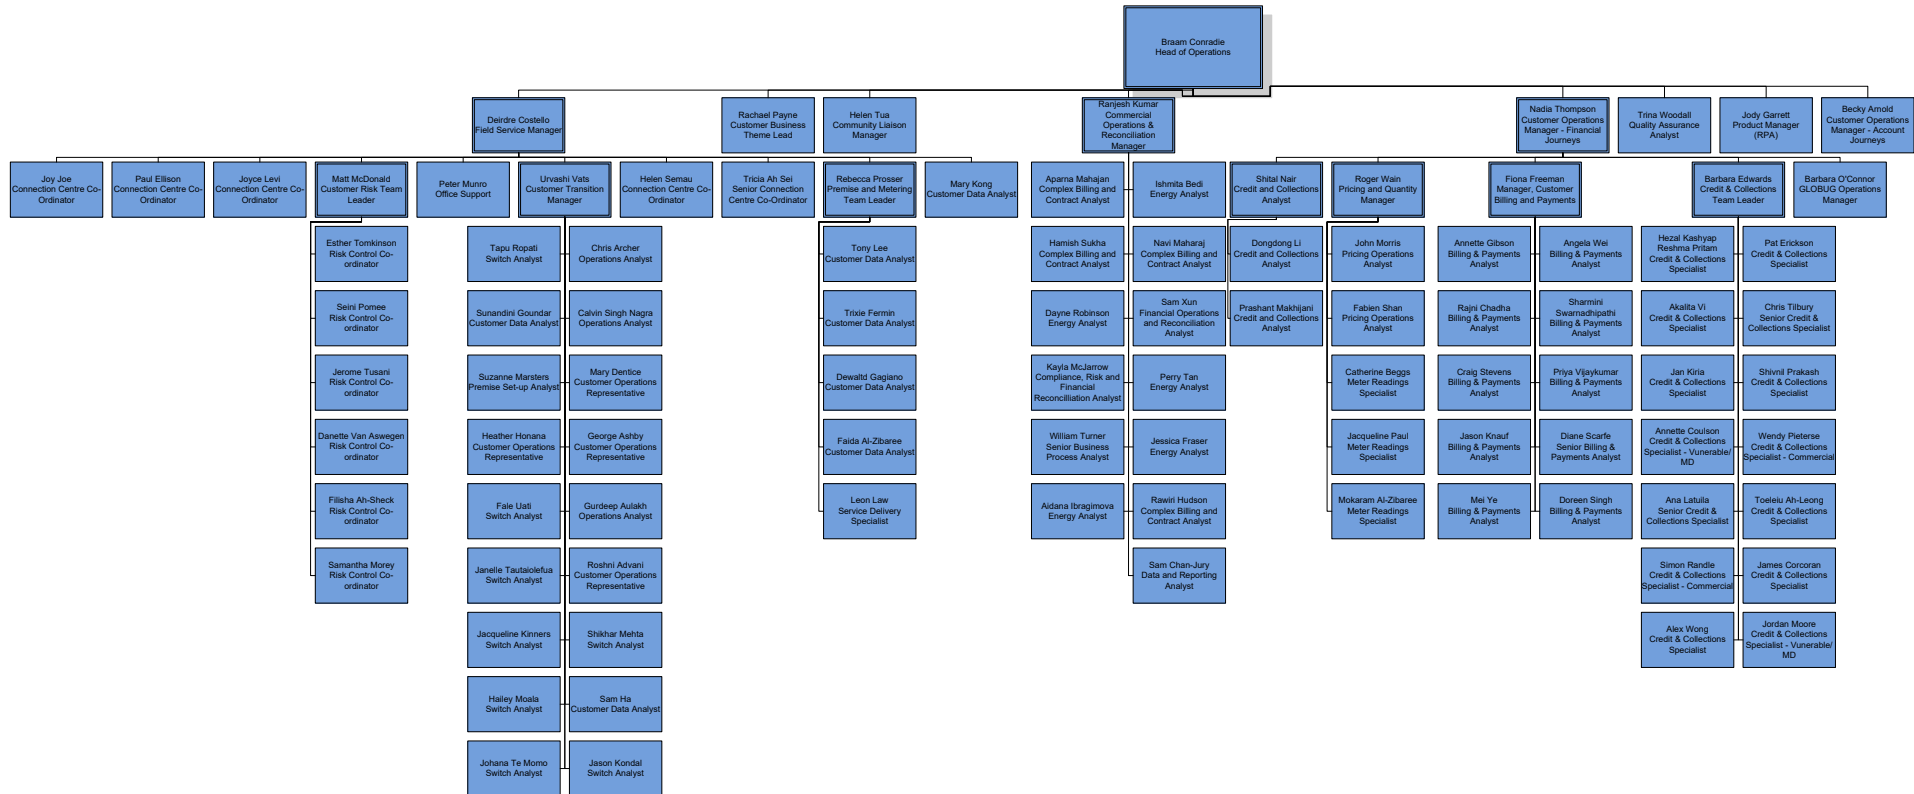 Braam Conradie
Head of Operations
Deirdre Costello
Field Service Manager
Rachael Payne
Customer Business
Theme Lead
Helen Tua
Community Liaison
Manager
Ranjesh Kumar
Commercial
Operations &
Reconciliation
Manager
Nadia Thompson
Customer Operations
Manager - Financial
Journeys
Trina Woodall
Quality Assurance
Analyst
Jody Garrett
Product Manager
(RPA)
Becky Arnold
Customer Operations
Manager - Account
Journeys
Joy Joe
Connection Centre Co-
Ordinator
Paul Ellison
Connection Centre Co-
Ordinator
Joyce Levi
Connection Centre Co-
Ordinator
Matt McDonald
Customer Risk Team
Leader
Peter Munro
Office Support
Urvashi Vats
Customer Transition
Manager
Helen Semau
Connection Centre Co-
Ordinator
Tricia Ah Sei
Senior Connection
Centre Co-Ordinator
Rebecca Prosser
Premise and Metering
Team Leader
Mary Kong
Customer Data Analyst
Aparna Mahajan
Complex Billing and
Contract Analyst
Ishmita Bedi
Energy Analyst
Shital Nair
Credit and Collections
Analyst
Roger Wain
Pricing and Quantity
Manager
Fiona Freeman
Manager, Customer
Billing and Payments
Barbara Edwards
Credit & Collections
Team Leader
Barbara O'Connor
GLOBUG Operations
Manager
Esther Tomkinson
Risk Control Co-
ordinator
Tapu Ropati
Switch Analyst
Chris Archer
Operations Analyst
Tony Lee
Customer Data Analyst
Hamish Sukha
Complex Billing and
Contract Analyst
Navi Maharaj
Complex Billing and
Contract Analyst
Dongdong Li
Credit and Collections
Analyst
John Morris
Pricing Operations
Analyst
Annette Gibson
Billing & Payments
Analyst
Angela Wei
Billing & Payments
Analyst
Hezal Kashyap
Reshma Pritam
Credit & Collections
Specialist
Pat Erickson
Credit & Collections
Specialist
Seini Pomee
Risk Control Co-
ordinator
Sunandini Goundar
Customer Data Analyst
Calvin Singh Nagra
Operations Analyst
Trixie Fermin
Customer Data Analyst
Dayne Robinson
Energy Analyst
Sam Xun
Financial Operations
and Reconciliation
Analyst
Prashant Makhijani
Credit and Collections
Analyst
Fabien Shan
Pricing Operations
Analyst
Rajni Chadha
Billing & Payments
Analyst
Sharmini
Swarnadhipathi
Billing & Payments
Analyst
Akalita Vi
Credit & Collections
Specialist
Chris Tilbury
Senior Credit &
Collections Specialist
Jerome Tusani
Risk Control Co-
ordinator
Suzanne Marsters
Premise Set-up Analyst
Mary Dentice
Customer Operations
Representative
Dewaltd Gagiano
Customer Data Analyst
Kayla McJarrow
Compliance, Risk and
Financial
Reconcilliation Analyst
Perry Tan
Energy Analyst
Catherine Beggs
Meter Readings
Specialist
Craig Stevens
Billing & Payments
Analyst
Priya Vijaykumar
Billing & Payments
Analyst
Jan Kiria
Credit & Collections
Specialist
Shivnil Prakash
Credit & Collections
Specialist
Danette Van Aswegen
Risk Control Co-
ordinator
Heather Honana
Customer Operations
Representative
George Ashby
Customer Operations
Representative
Faida Al-Zibaree
Customer Data Analyst
William Turner
Senior Business
Process Analyst
Jessica Fraser
Energy Analyst
Jacqueline Paul
Meter Readings
Specialist
Jason Knauf
Billing & Payments
Analyst
Diane Scarfe
Senior Billing &
Payments Analyst
Annette Coulson
Credit & Collections
Specialist - Vunerable/
MD
Wendy Pieterse
Credit & Collections
Specialist - Commercial
Filisha Ah-Sheck
Risk Control Co-
ordinator
Fale Uati
Switch Analyst
Gurdeep Aulakh
Operations Analyst
Leon Law
Service Delivery
Specialist
Aidana Ibragimova
Energy Analyst
Rawiri Hudson
Complex Billing and
Contract Analyst
Mokaram Al-Zibaree
Meter Readings
Specialist
Mei Ye
Billing & Payments
Analyst
Doreen Singh
Billing & Payments
Analyst
Ana Latuila
Senior Credit &
Collections Specialist
Toeleiu Ah-Leong
Credit & Collections
Specialist
Samantha Morey
Risk Control Co-
ordinator
Janelle Tautaiolefua
Switch Analyst
Roshni Advani
Customer Operations
Representative
Sam Chan-Jury
Data and Reporting
Analyst
Simon Randle
Credit & Collections
Specialist - Commercial
James Corcoran
Credit & Collections
Specialist
Jacqueline Kinners
Switch Analyst
Shikhar Mehta
Switch Analyst
Alex Wong
Credit & Collections
Specialist
Jordan Moore
Credit & Collections
Specialist - Vunerable/
MD
Hailey Moala
Switch Analyst
Sam Ha
Customer Data Analyst
Johana Te Momo
Switch Analyst
Jason Kondal
Switch Analyst